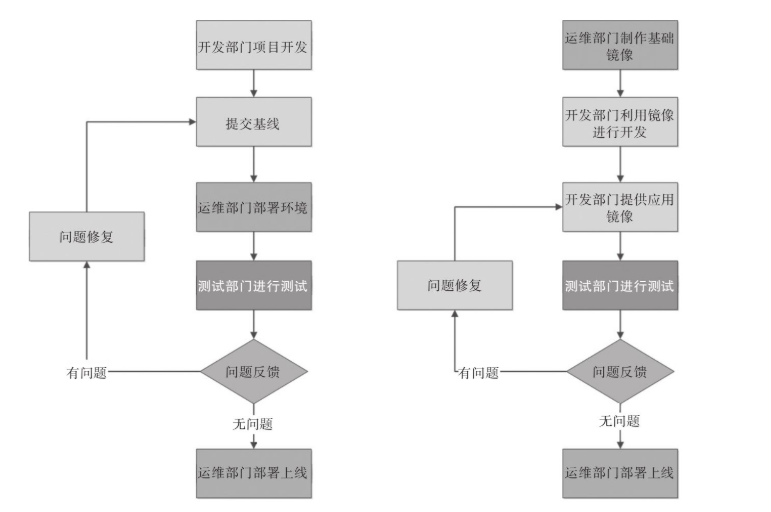 开发部门项目开发
提交基线
运维部门部署环境
问题修复
测试部门进行测试
问题反馈
有问题
无问题
运维部门部署上线
运维部门制作基础
镜像
开发部门利用镜像
进行开发
开发部门提供应用
镜像
问题修复
测试部门进行测试
问题反馈
有问题
无问题
运维部门部署上线